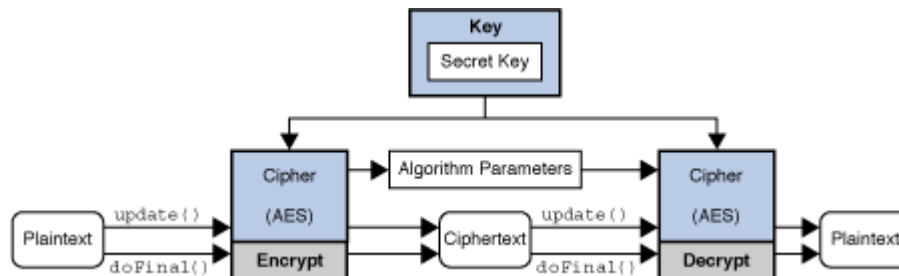 Key
Secret Key
Cipher
Algorithm Parameters
Cipher
(AES)
(AES)
update()
update()
Plaintext
Ciphertext
Plaintext
doFinal()
Encrypt
doFinal()
Decrypt